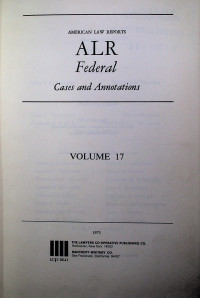 AMERICAN LAW REPORTS
ALR
Federal
Cases and Annotations
VOLUME 17
1973
THE LAWYERS CO-OPERATIVE PUBLISHING CO.
Rochester, New York 14603
BANCROFT-WHITNEY CO.
San Francisco, California 94107